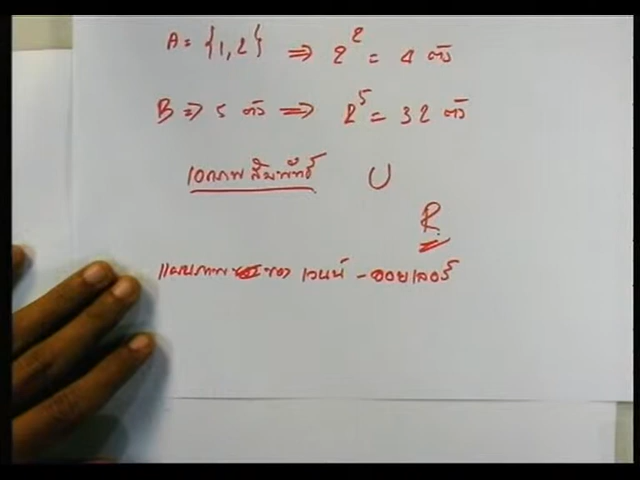 A = {1,2} ⇒ 2² = 4 ตัว
B ⇒ 5 ตัว ⇒ 2⁵ = 32 ตัว
เอกภพสัมพัทธ์ U
R
แผนภาพ ของ เวนน์ - ออยเลอร์